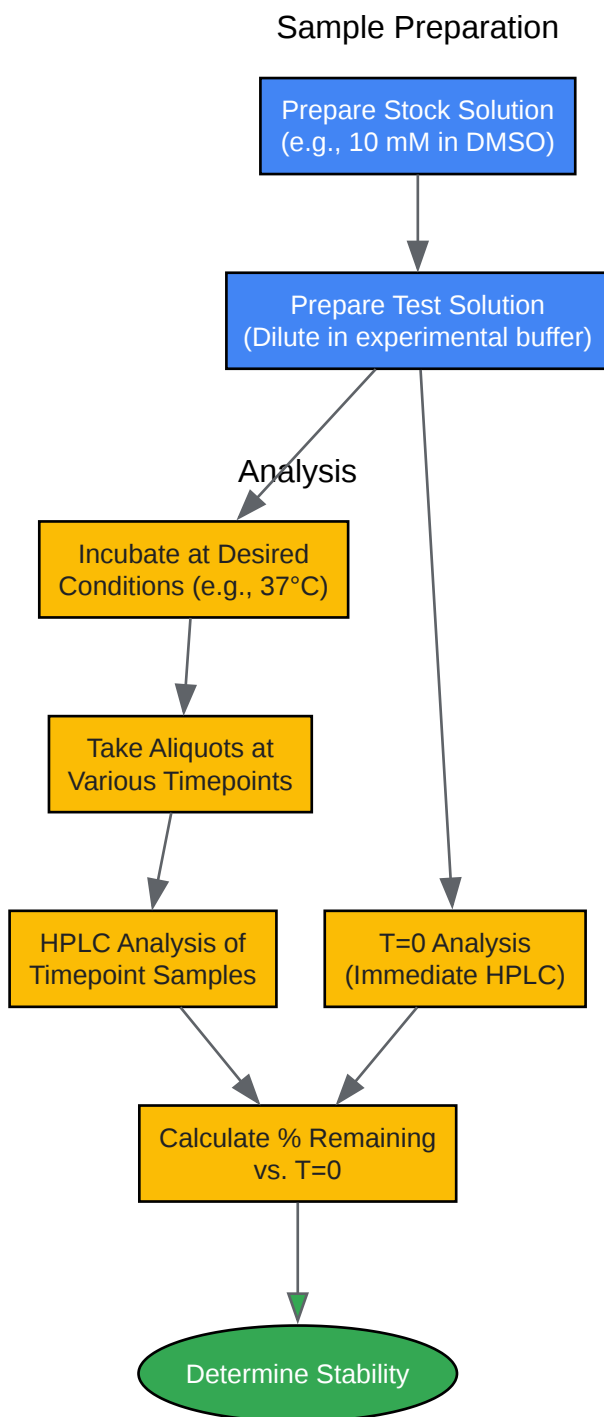 Sample Preparation
Prepare Stock Solution
(e.g., 10 mM in DMSO)
Prepare Test Solution
(Dilute in experimental buffer)
Analysis
Incubate at Desired
Conditions (e.g., 37°C)
Take Aliquots at
Various Timepoints
HPLC Analysis of
Timepoint Samples
T=0 Analysis
(Immediate HPLC)
Calculate % Remaining
vs. T=0
Determine Stability